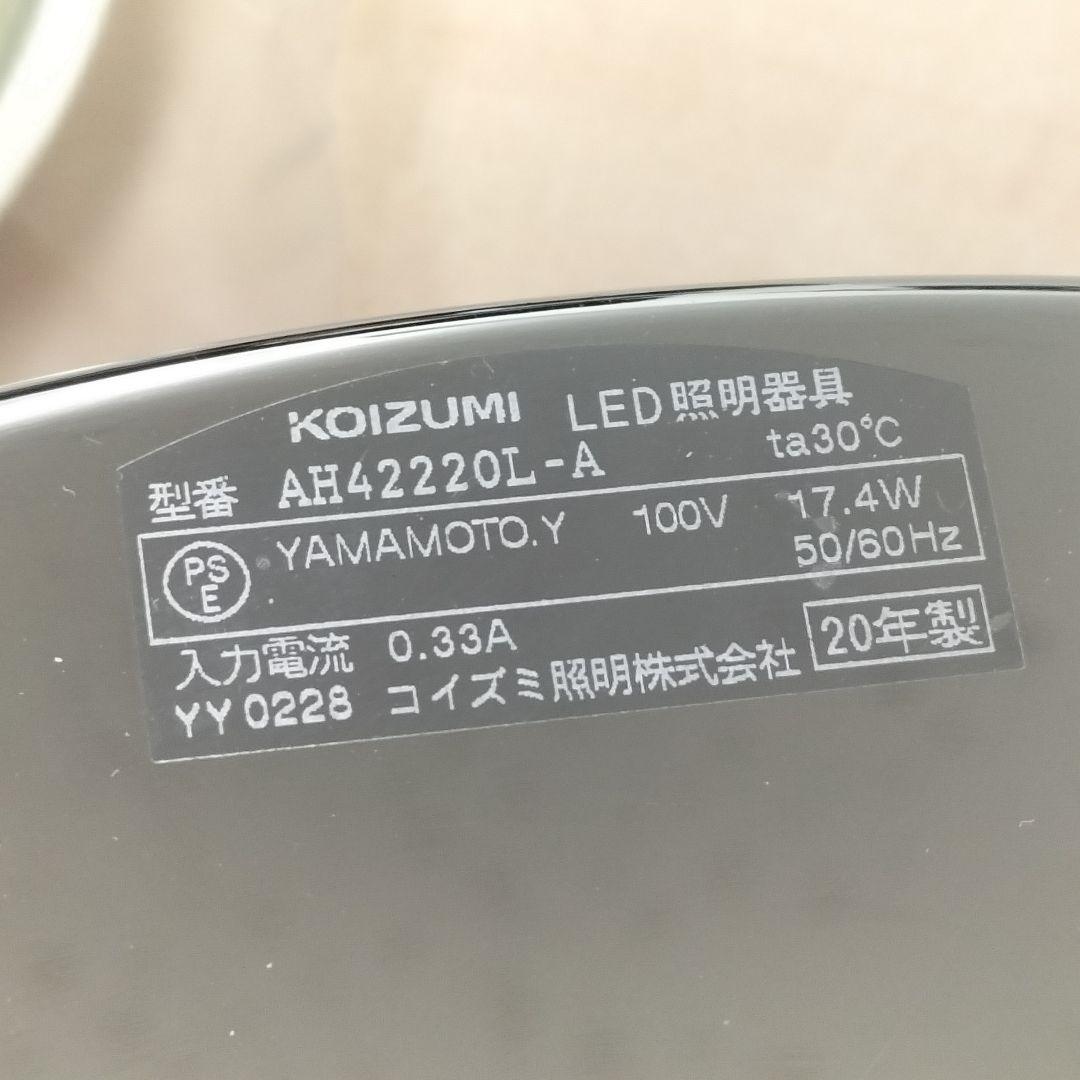 KOIZUMI LED照明器具
型番 AH42220L-A ta30℃
PS
E
YAMAMOTO.Y 100V 17.4W
50/60Hz
入力電流 0.33A
20年製
YY0228 コイズミ照明株式会社